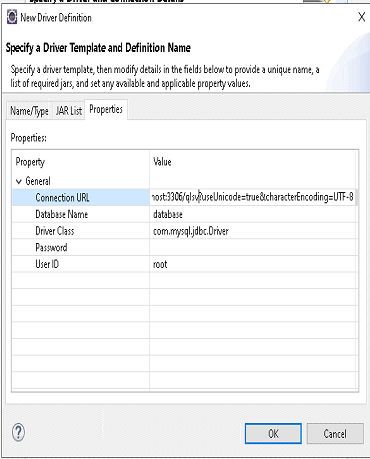 New Driver Definition
Specify a Driver Template and Definition Name
Specify a driver template, then modify details in the fields below to provide a unique name, a
list of required jars, and set any available and applicable property values.
Name/Type JAR List Properties
Properties:
Property Value
General
Connection URL useUnicode=true&characterEncoding=UTF-8
Database Name database
Driver Class com.mysql.jdbc.Driver
Password
User ID root
OK Cancel